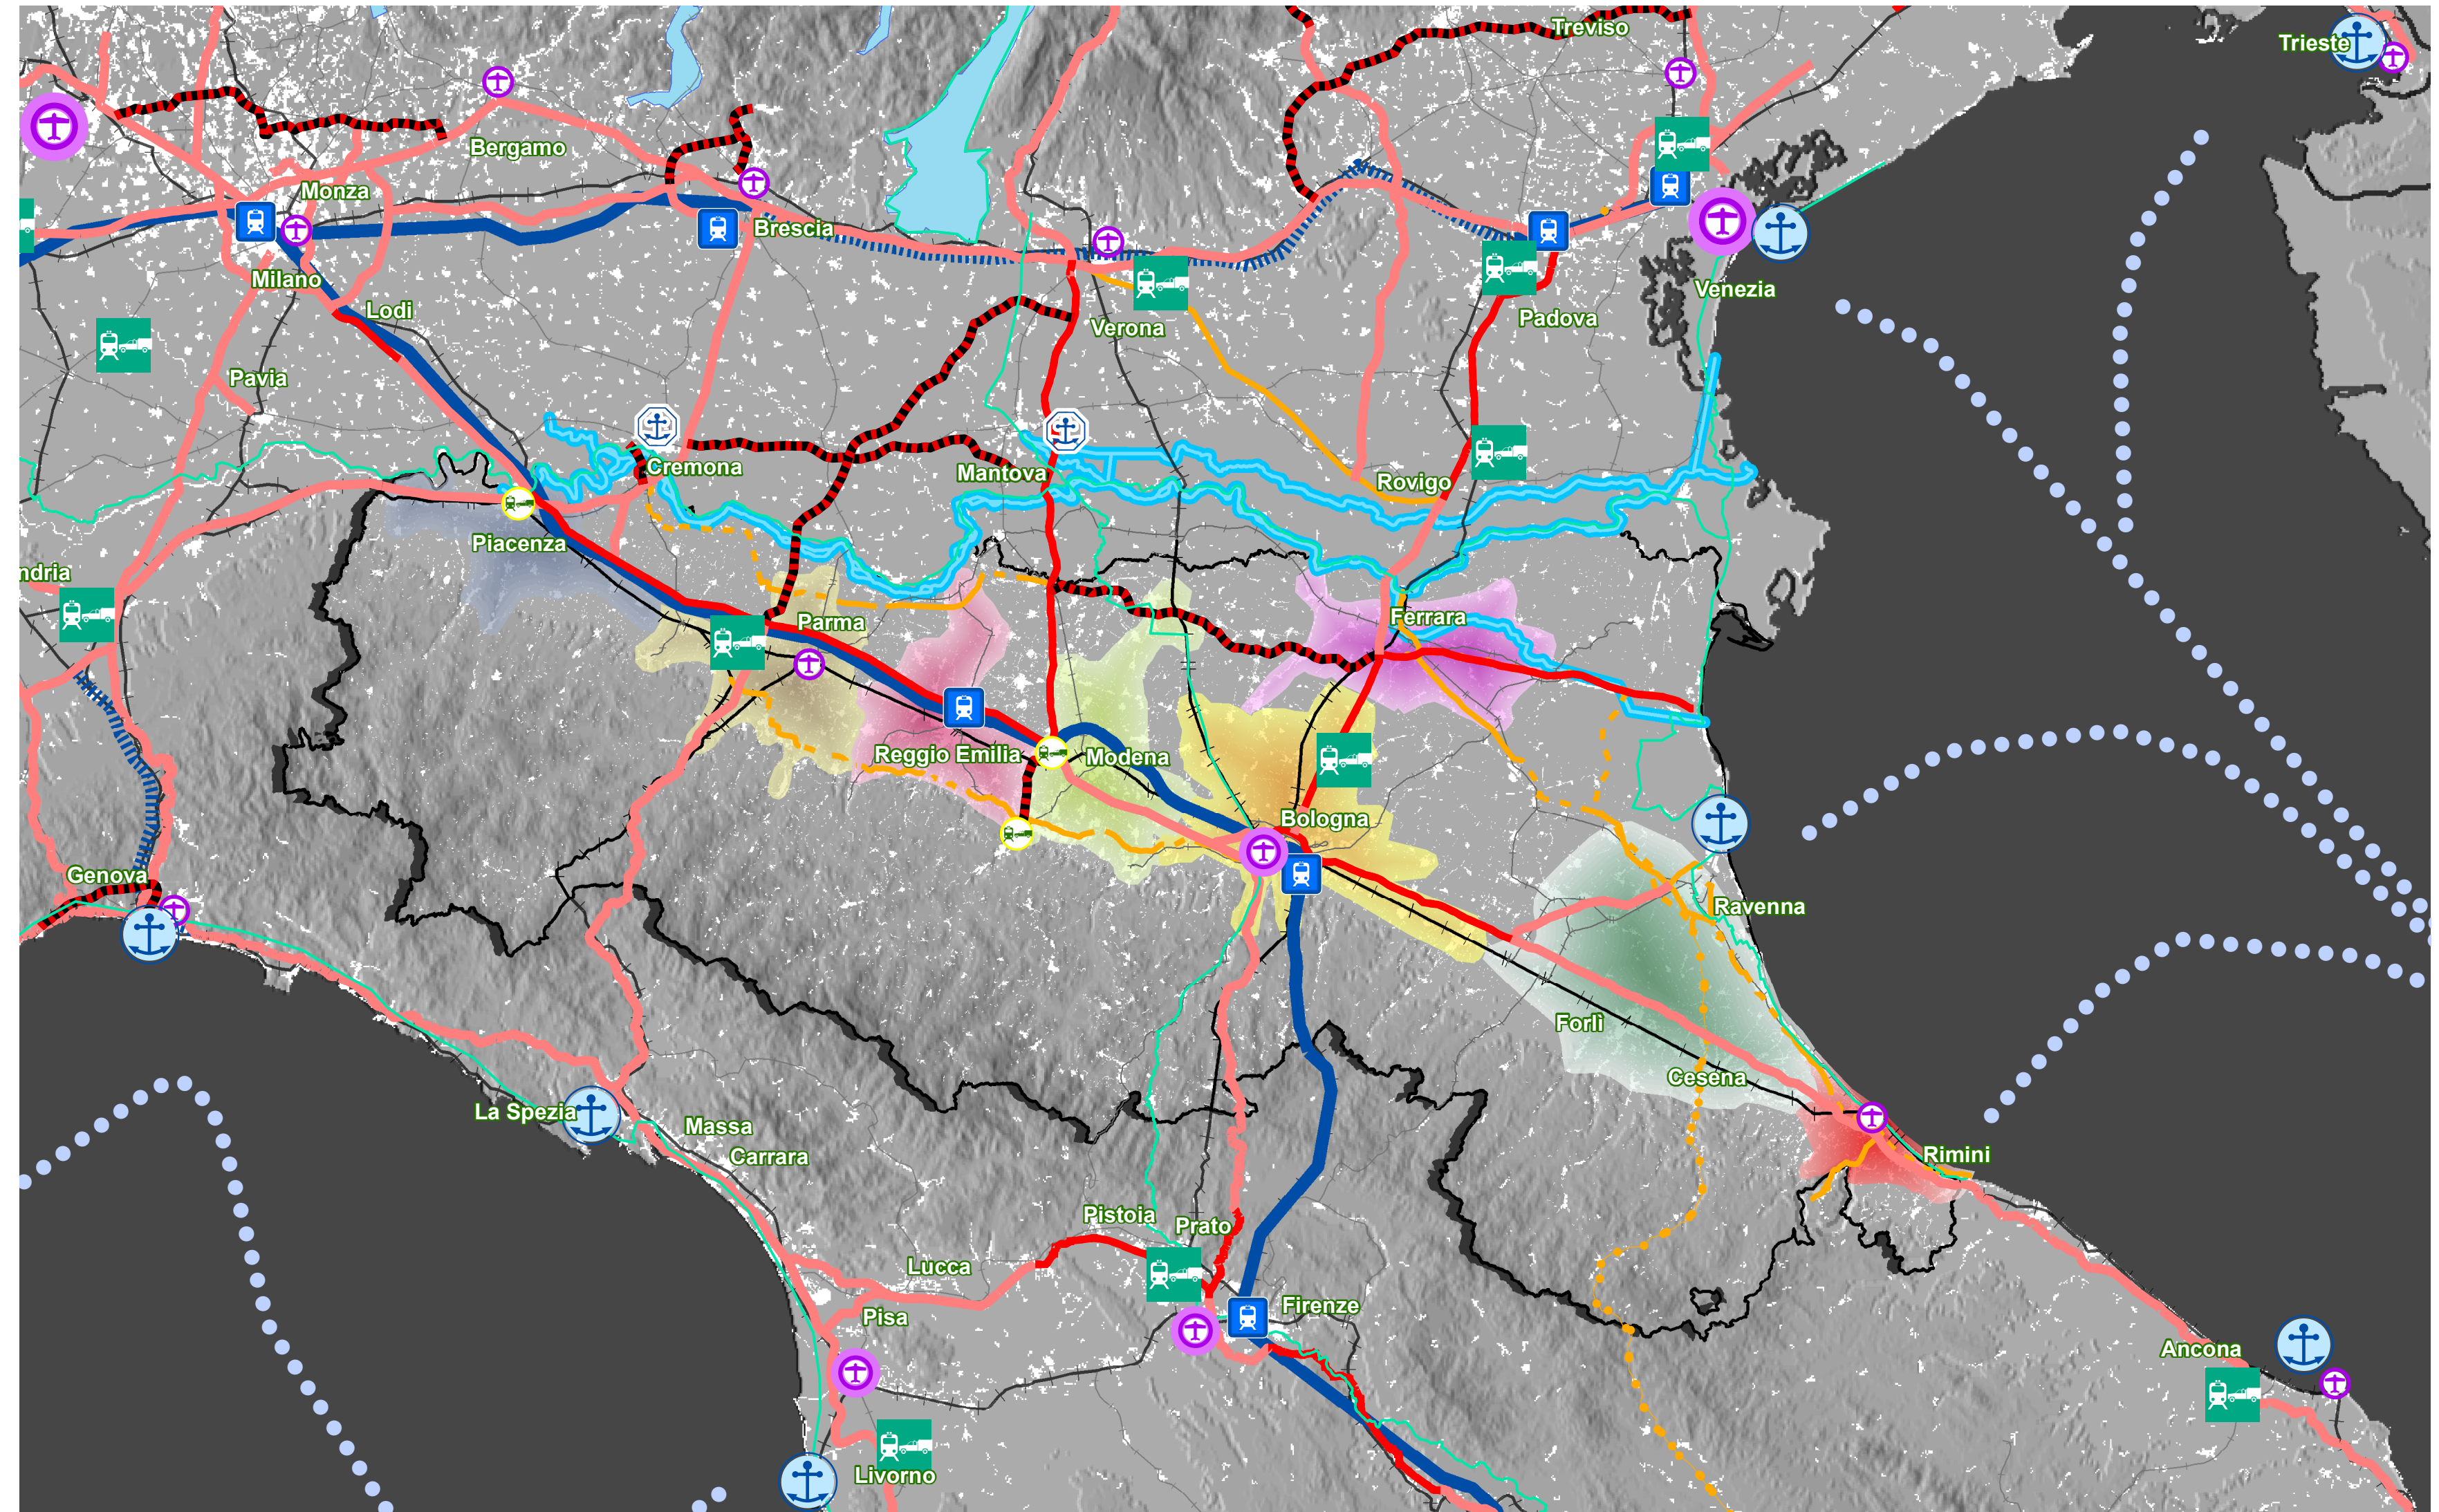 Treviso
Trieste
Bergamo
Monza
Brescia
Milano
Venezia
Lodi
Padova
Verona
Pavia
Cremona
Mantova
Rovigo
Piacenza
ndria
Ferrara
Parma
Reggio Emilia
Modena
Bologna
Genova
Ravenna
Forlì
Cesena
La Spezia
Massa
Carrara
Rimini
Pistoia
Prato
Lucca
Firenze
Pisa
Ancona
Livorno